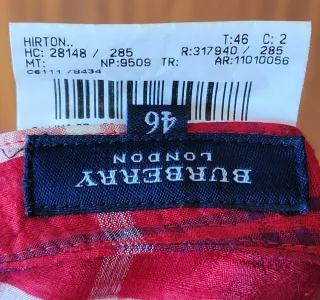 HIRTON.. T:46 C: 2
HC: 28148 / 285 R:317940 / 285
MT: NP:9509 TR: AR:11010056
C6111 /8434
46
BURBERRY
LONDON